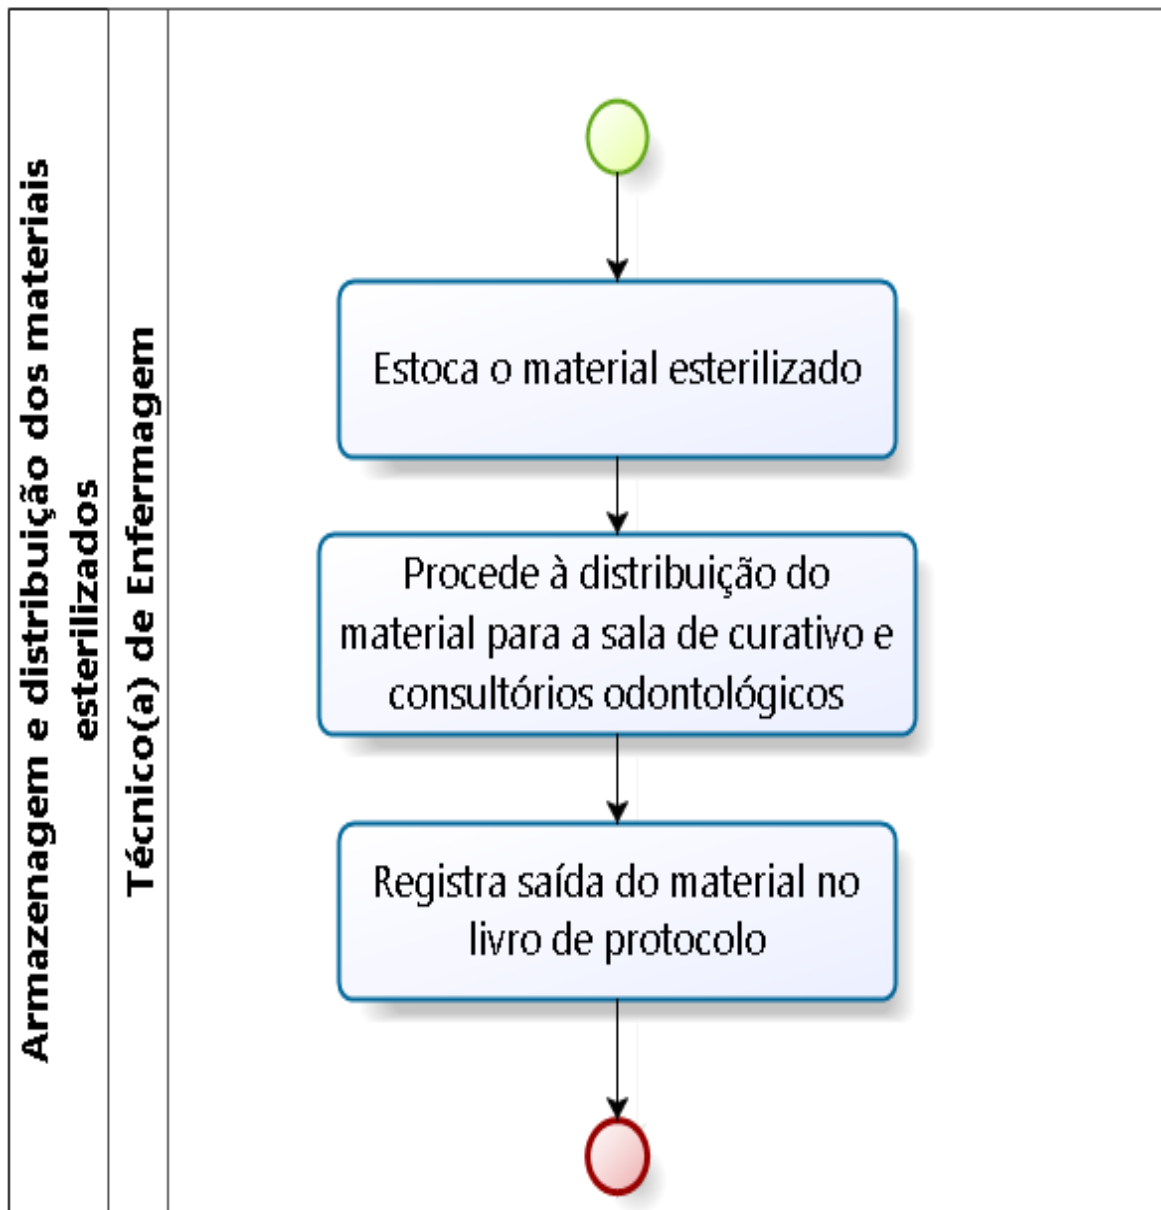 Armazenagem e distribuição dos materiais
esterilizados
Técnico(a) de Enfermagem
Estoca o material esterilizado
Procede à distribuição do
material para a sala de curativo e
consultórios odontológicos
Registra saída do material no
livro de protocolo